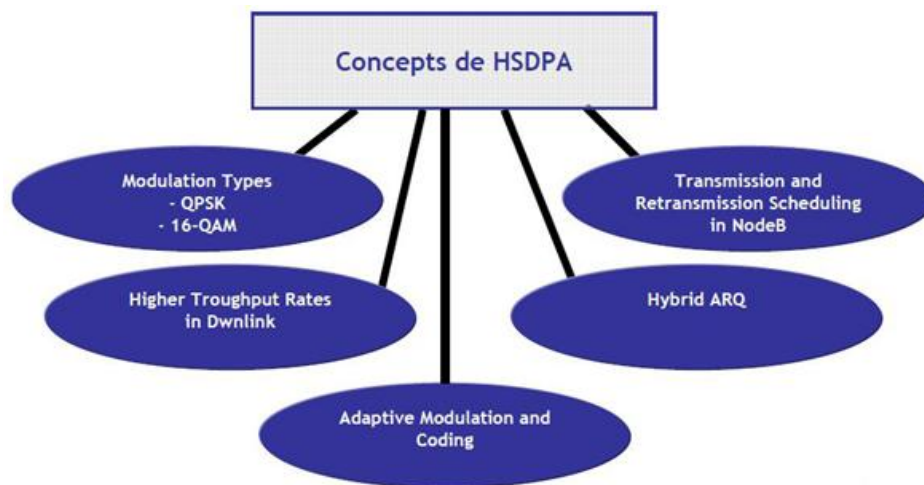 Concepts de HSDPA
Modulation Types
- QPSK
- 16-QAM
Transmission and
Retransmission Scheduling
in NodeB
Higher Troughput Rates
in Dwnlink
Hybrid ARQ
Adaptive Modulation and
Coding